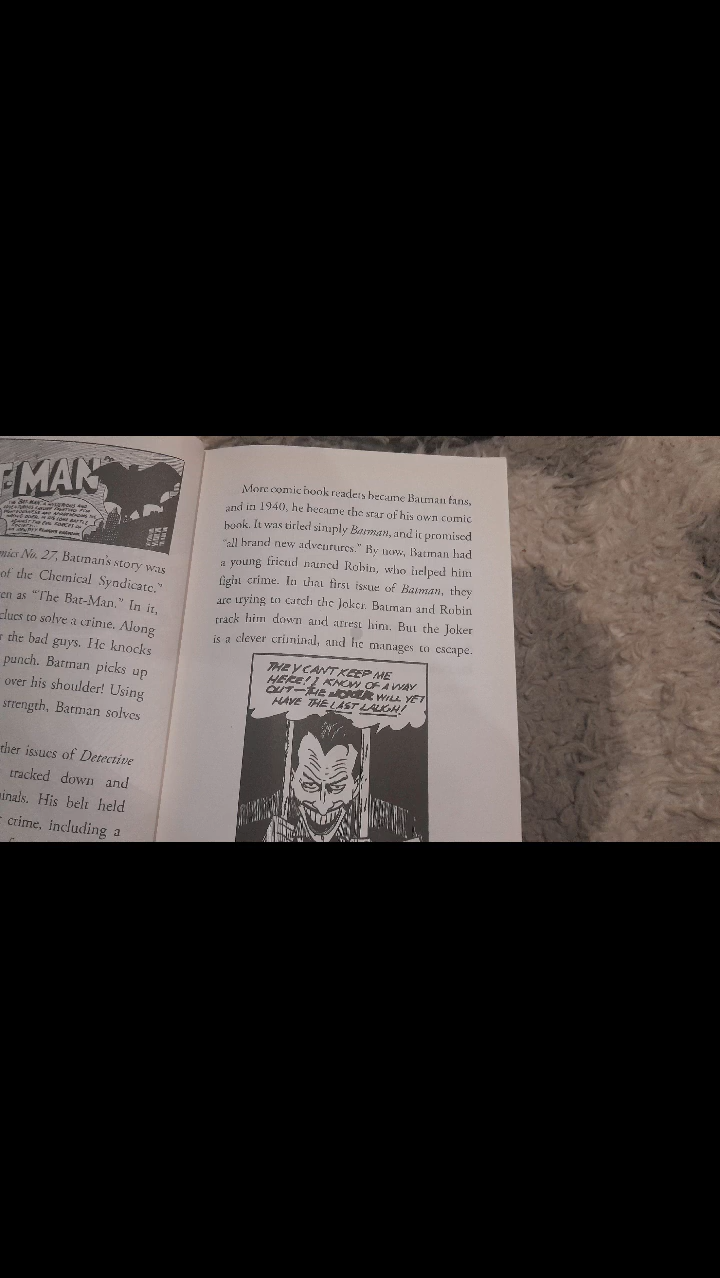 MAN
mics No. 27, Batman's story was
of the Chemical Syndicate,"
en as "The Bat-Man." In it,
clues to solve a crime. Along
the bad guys. He knocks
punch. Batman picks up
over his shoulder! Using
strength, Batman solves
ther issues of Detective
tracked down and
inals. His belt held
crime, including a
More comic book readers became Batman fans,
and in 1940, he became the star of his own comic
book. It was titled simply Batman, and it promised
"all brand new adventures." By now, Batman had
a young friend named Robin, who helped him
fight crime. In that first issue of Batman, they
are trying to catch the Joker. Batman and Robin
track him down and arrest him. But the Joker
is a clever criminal, and he manages to escape.
THEY CAN'T KEEP ME
HERE! I KNOW OF A WAY
OUT—THE JOKER WILL YET
HAVE THE LAST LAUGH!